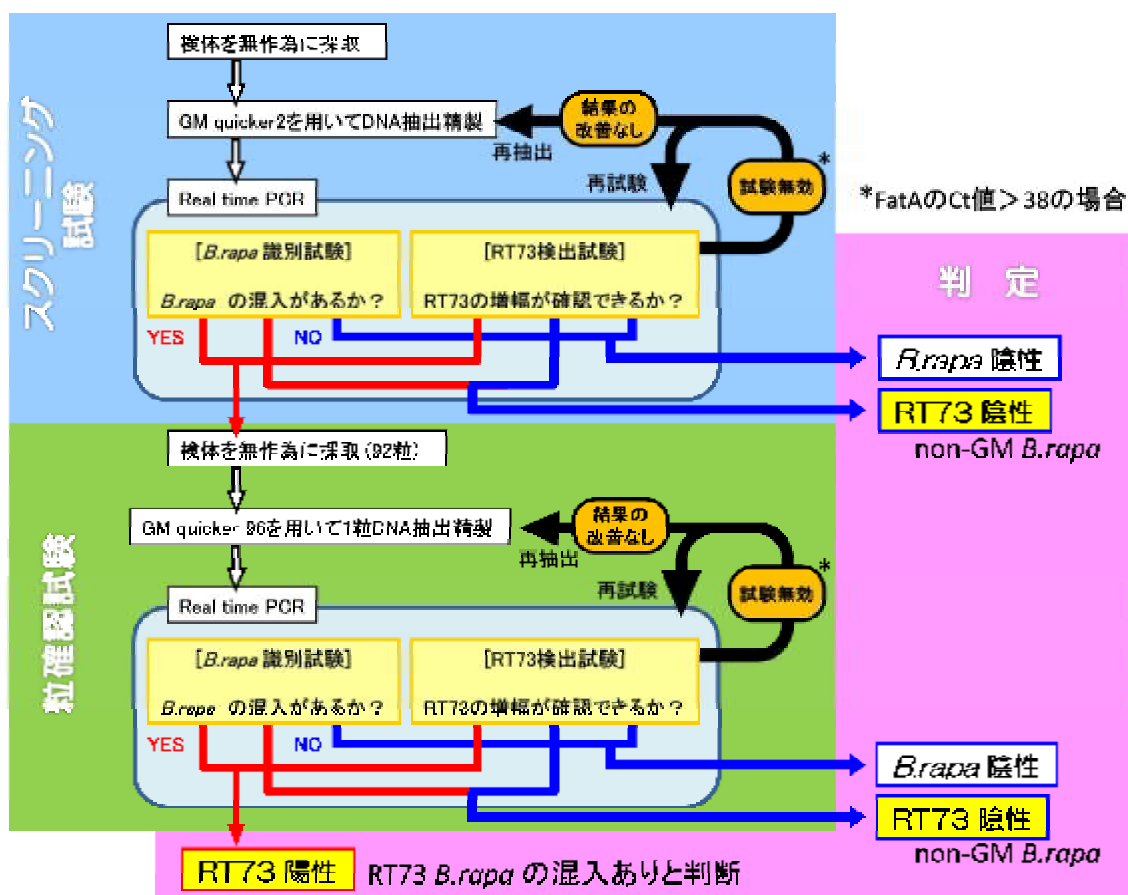 スクリーニング
試験
検体を無作為に採取
GM quicker2を用いてDNA抽出精製
結果の
改善なし
再抽出
再試験
試験無効
*
*FatAのCt値>38の場合
Real time PCR
[B.rapa 識別試験]
B.rapa の混入があるか?
[RT73検出試験]
RT73の増幅が確認できるか?
YES
NO
判 定
B.rapa 陰性
RT73 陰性
non-GM B.rapa
粒確認試験
検体を無作為に採取(92粒)
GM quicker 96を用いて1粒DNA抽出精製
結果の
改善なし
再抽出
再試験
試験無効
*
Real time PCR
[B.rapa 識別試験]
B.rapa の混入があるか?
[RT73検出試験]
RT73の増幅が確認できるか?
YES
NO
B.rapa 陰性
RT73 陰性
non-GM B.rapa
RT73 陽性 RT73 B.rapa の混入ありと判断